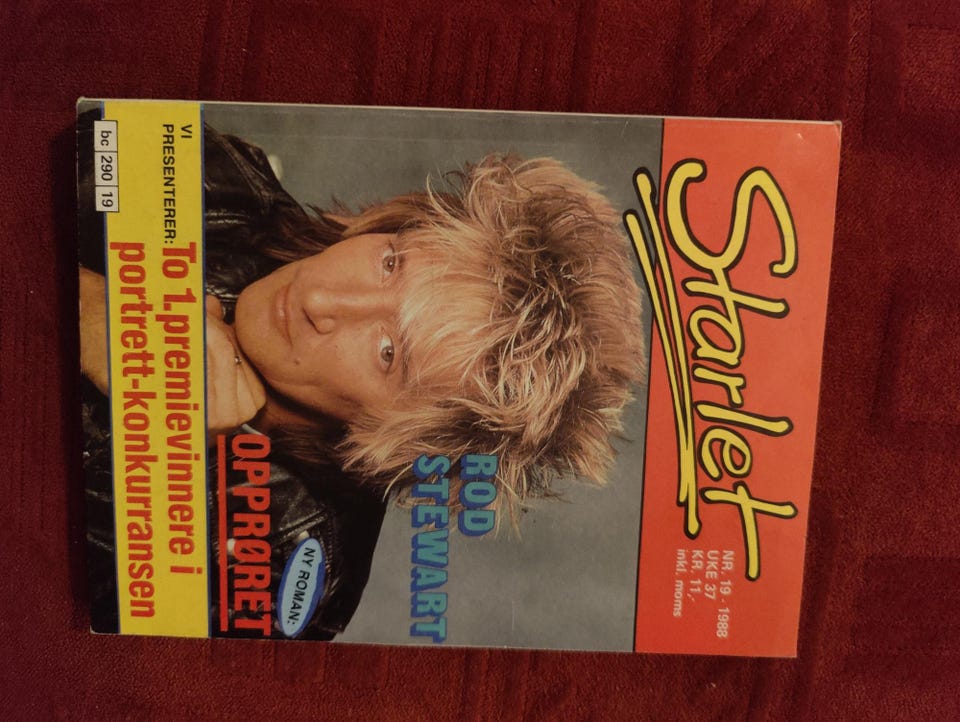 Starlet
NR. 19 - 1988
UKE 37
KR. 11,-
inkl. moms
ROD
STEWART
NY ROMAN:
OPPRØRET
VI
PRESENTERER:
To 1.premievinnere i
portrett-konkurransen
bc 290 19